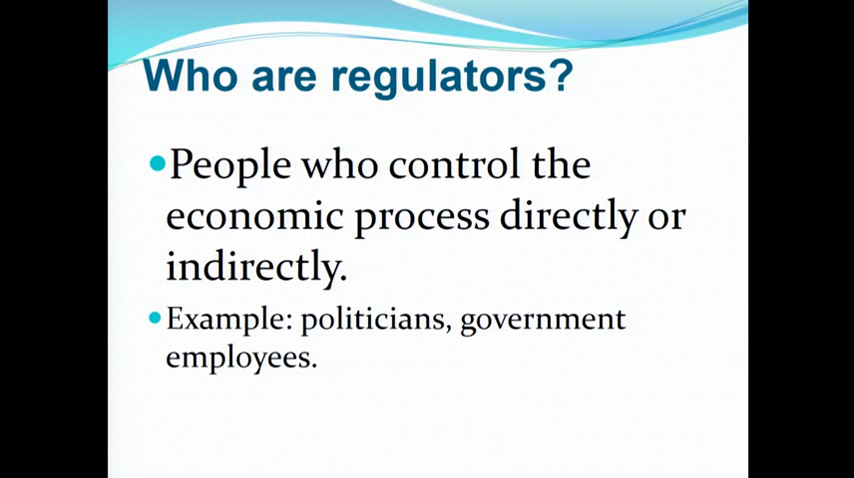 Who are regulators?
•People who control the
economic process directly or
indirectly.
•Example: politicians, government
employees.